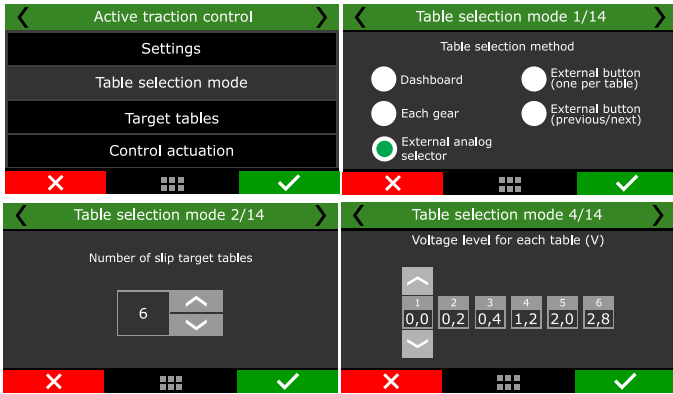 Active traction control
Settings
Table selection mode
Target tables
Control actuation
Table selection mode 1/14
Table selection method
Dashboard
External button
(one per table)
Each gear
External button
(previous/next)
External analog
selector
Table selection mode 2/14
Number of slip target tables
6
Table selection mode 4/14
Voltage level for each table (V)
1 2 3 4 5 6
0,0 0,2 0,4 1,2 2,0 2,8